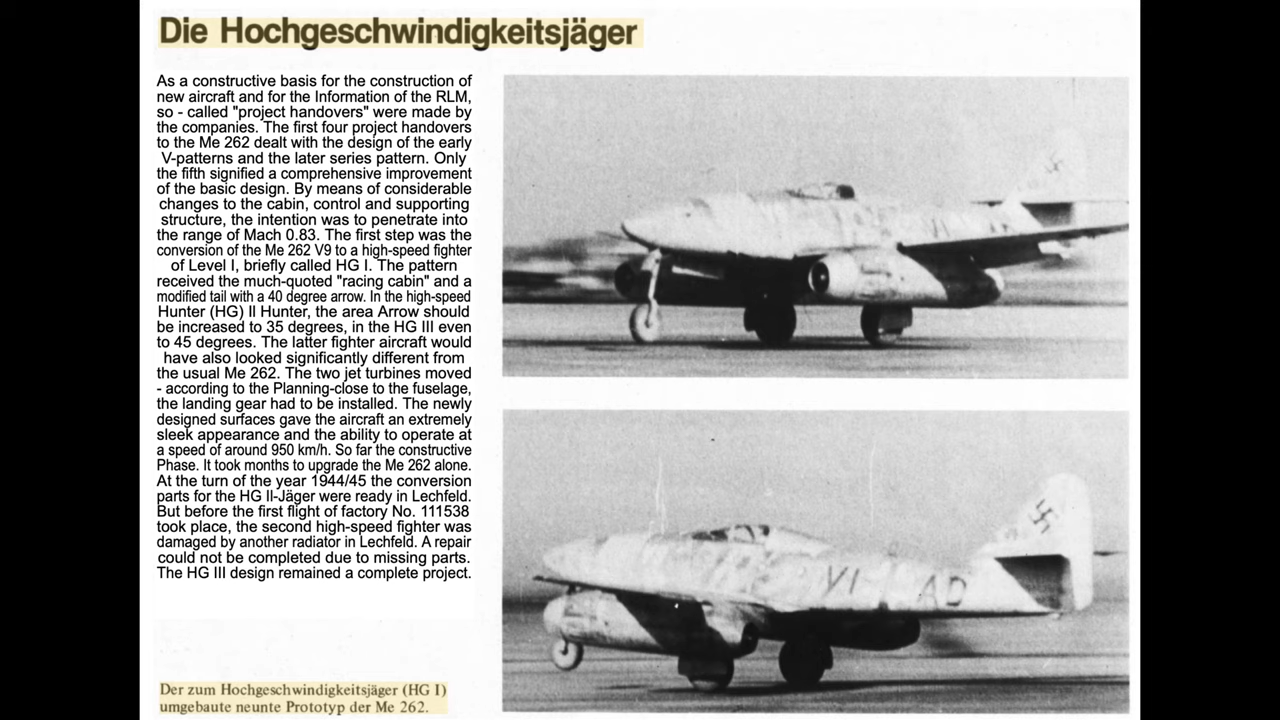 Die Hochgeschwindigkeitsjäger
As a constructive basis for the construction of
new aircraft and for the Information of the RLM,
so - called "project handovers" were made by
the companies. The first four project handovers
to the Me 262 dealt with the design of the early
V-patterns and the later series pattern. Only
the fifth signified a comprehensive improvement
of the basic design. By means of considerable
changes to the cabin, control and supporting
structure, the intention was to penetrate into
the range of Mach 0.83. The first step was the
conversion of the Me 262 V9 to a high-speed fighter
of Level I, briefly called HG I. The pattern
received the much-quoted "racing cabin" and a
modified tail with a 40 degree arrow. In the high-speed
Hunter (HG) II Hunter, the area Arrow should
be increased to 35 degrees, in the HG III even
to 45 degrees. The latter fighter aircraft would
have also looked significantly different from
the usual Me 262. The two jet turbines moved
- according to the Planning-close to the fuselage,
the landing gear had to be installed. The newly
designed surfaces gave the aircraft an extremely
sleek appearance and the ability to operate at
a speed of around 950 km/h. So far the constructive
Phase. It took months to upgrade the Me 262 alone.
At the turn of the year 1944/45 the conversion
parts for the HG II-Jäger were ready in Lechfeld.
But before the first flight of factory No. 111538
took place, the second high-speed fighter was
damaged by another radiator in Lechfeld. A repair
could not be completed due to missing parts.
The HG III design remained a complete project.
VI AD
Der zum Hochgeschwindigkeitsjäger (HG I)
umgebaute neunte Prototyp der Me 262.